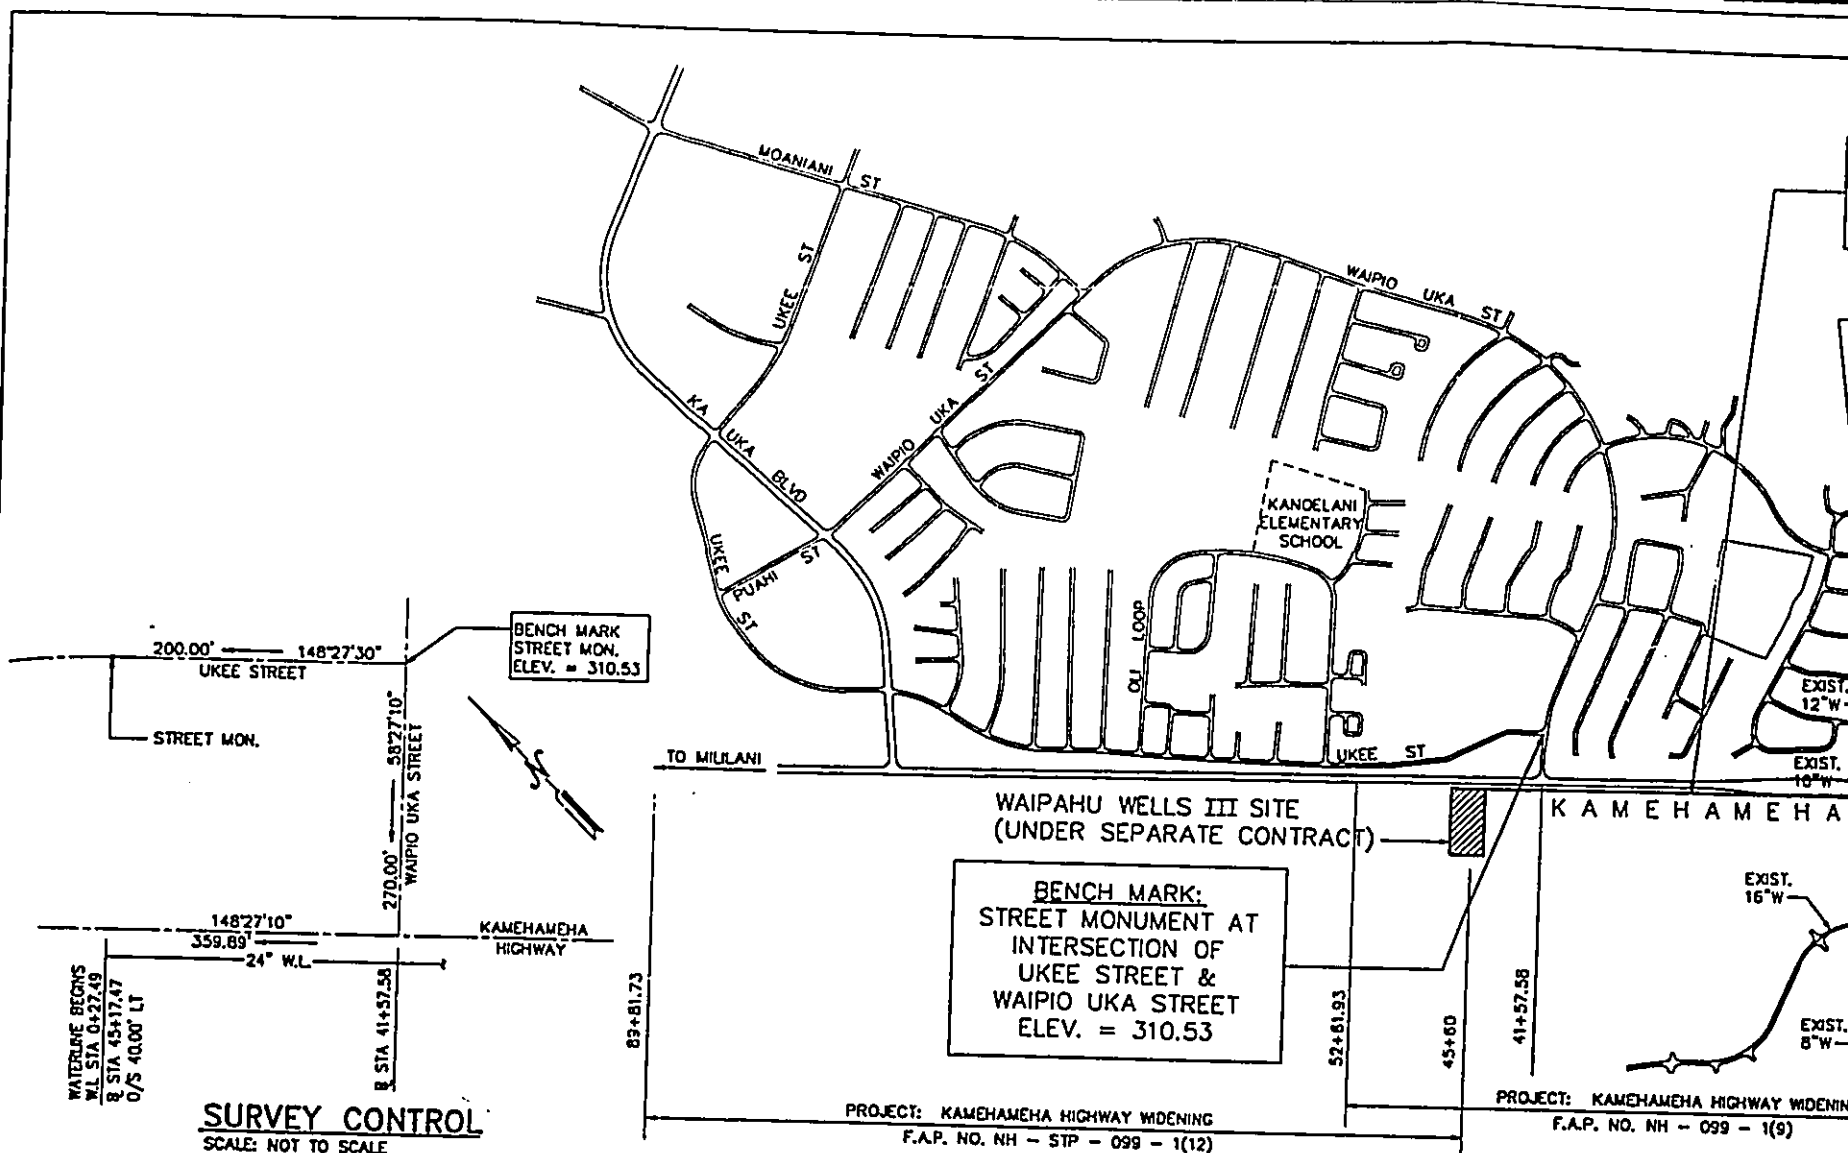 MOANIANI ST
UKEE ST
WAIPIO UKA ST
KA UKA BLVD
WAIPIO UKA ST
KANOELANI
ELEMENTARY
SCHOOL
UKEE ST
PUAHI ST
OLI LOOP
UKEE ST
TO MILILANI
EXIST.
12"W
EXIST.
KAMEHAMEHA
WAIPAHU WELLS III SITE
(UNDER SEPARATE CONTRACT)
BENCH MARK:
STREET MONUMENT AT
INTERSECTION OF
UKEE STREET &
WAIPIO UKA STREET
ELEV. = 310.53
EXIST.
16"W
EXIST.
8"W
89+81.73
52+61.93
45+60
41+57.58
PROJECT: KAMEHAMEHA HIGHWAY WIDENING
F.A.P. NO. NH - STP - 099 - 1(12)
PROJECT: KAMEHAMEHA HIGHWAY WIDENIN
F.A.P. NO. NH - 099 - 1(9)
200.00' 148°27'30"
UKEE STREET
BENCH MARK
STREET MON.
ELEV. = 310.53
STREET MON.
270.00' 58°27'10"
WAIPIO UKA STREET
148°27'10"
359.89'
KAMEHAMEHA
HIGHWAY
24" W.L.
WATERLINE BEGINS
W.L STA 0+27.49
B STA 45+17.47
O/S 40.00' LT
B STA 41+57.58
SURVEY CONTROL
SCALE: NOT TO SCALE